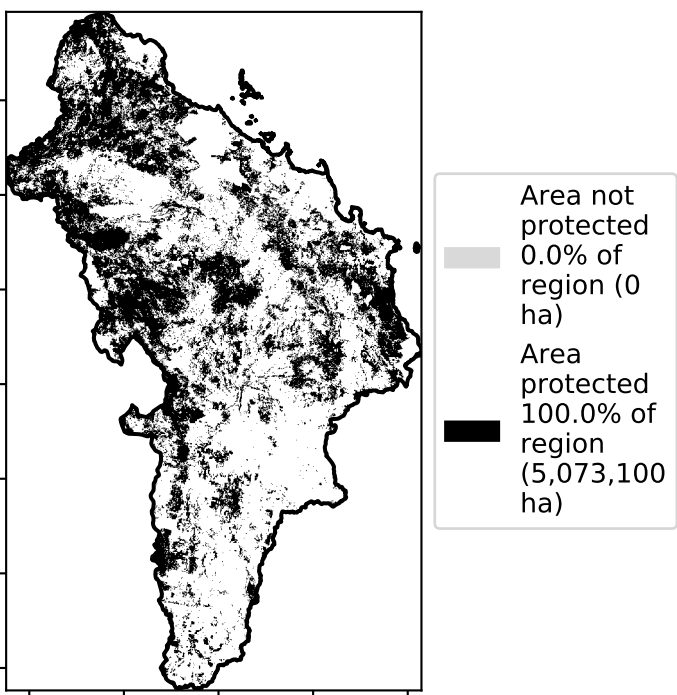 Area not
protected
0.0% of
region (0
ha)
Area
protected
100.0% of
region
(5,073,100
ha)